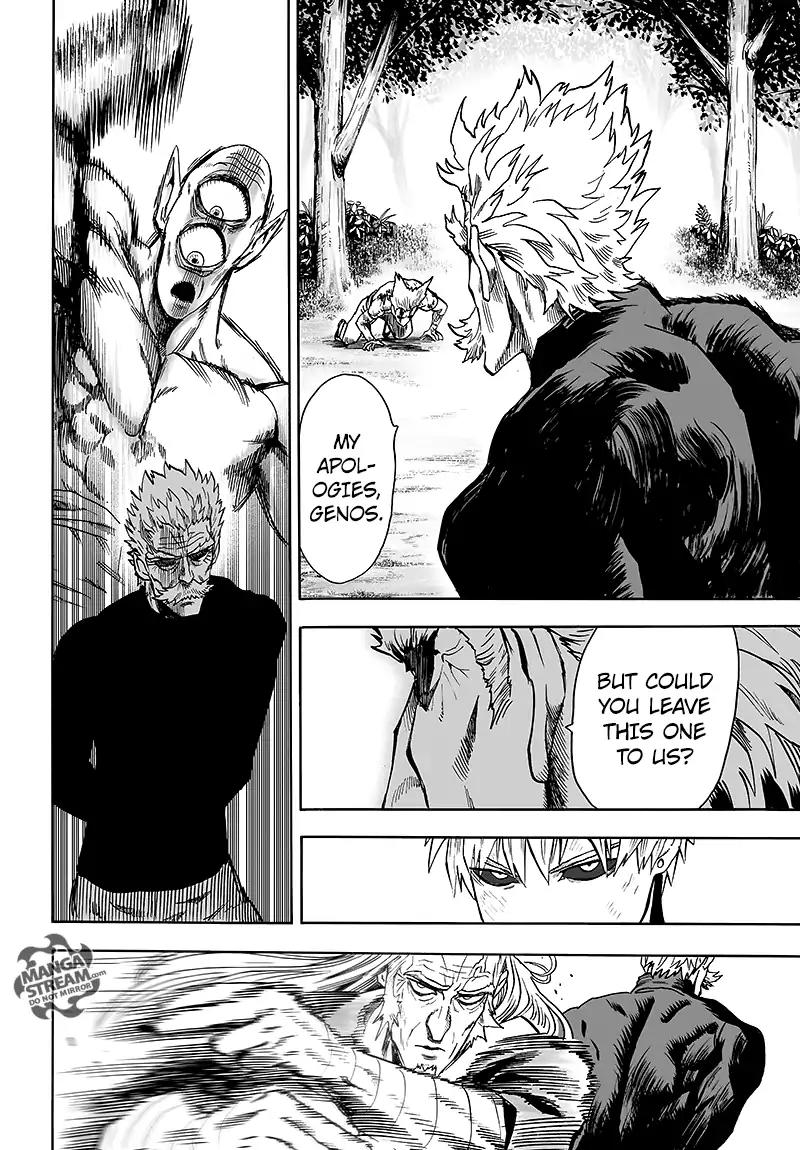 MY
APOL-
OGIES,
GENOS.
BUT COULD
YOU LEAVE
THIS ONE
TO US?
MANGA
STREAM.com
DO NOT MIRROR